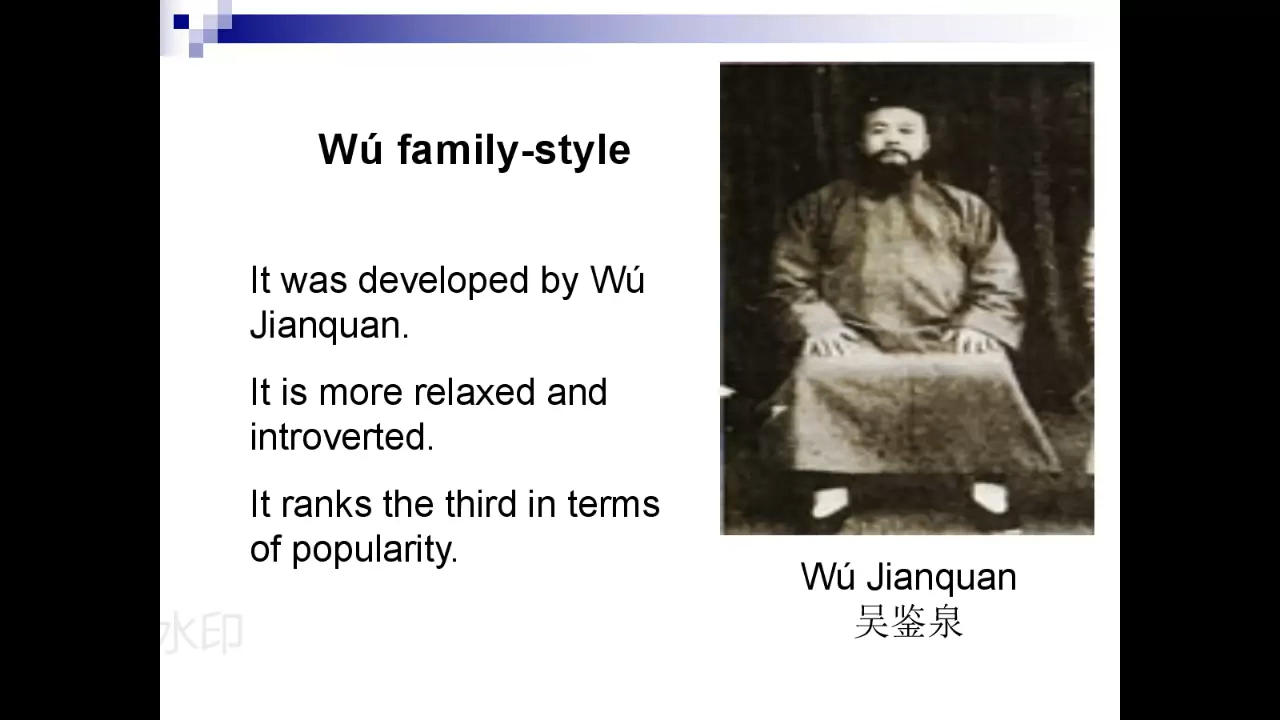 Wú family-style
It was developed by Wú
Jianquan.
It is more relaxed and
introverted.
It ranks the third in terms
of popularity.
Wú Jianquan
吴鉴泉
水印